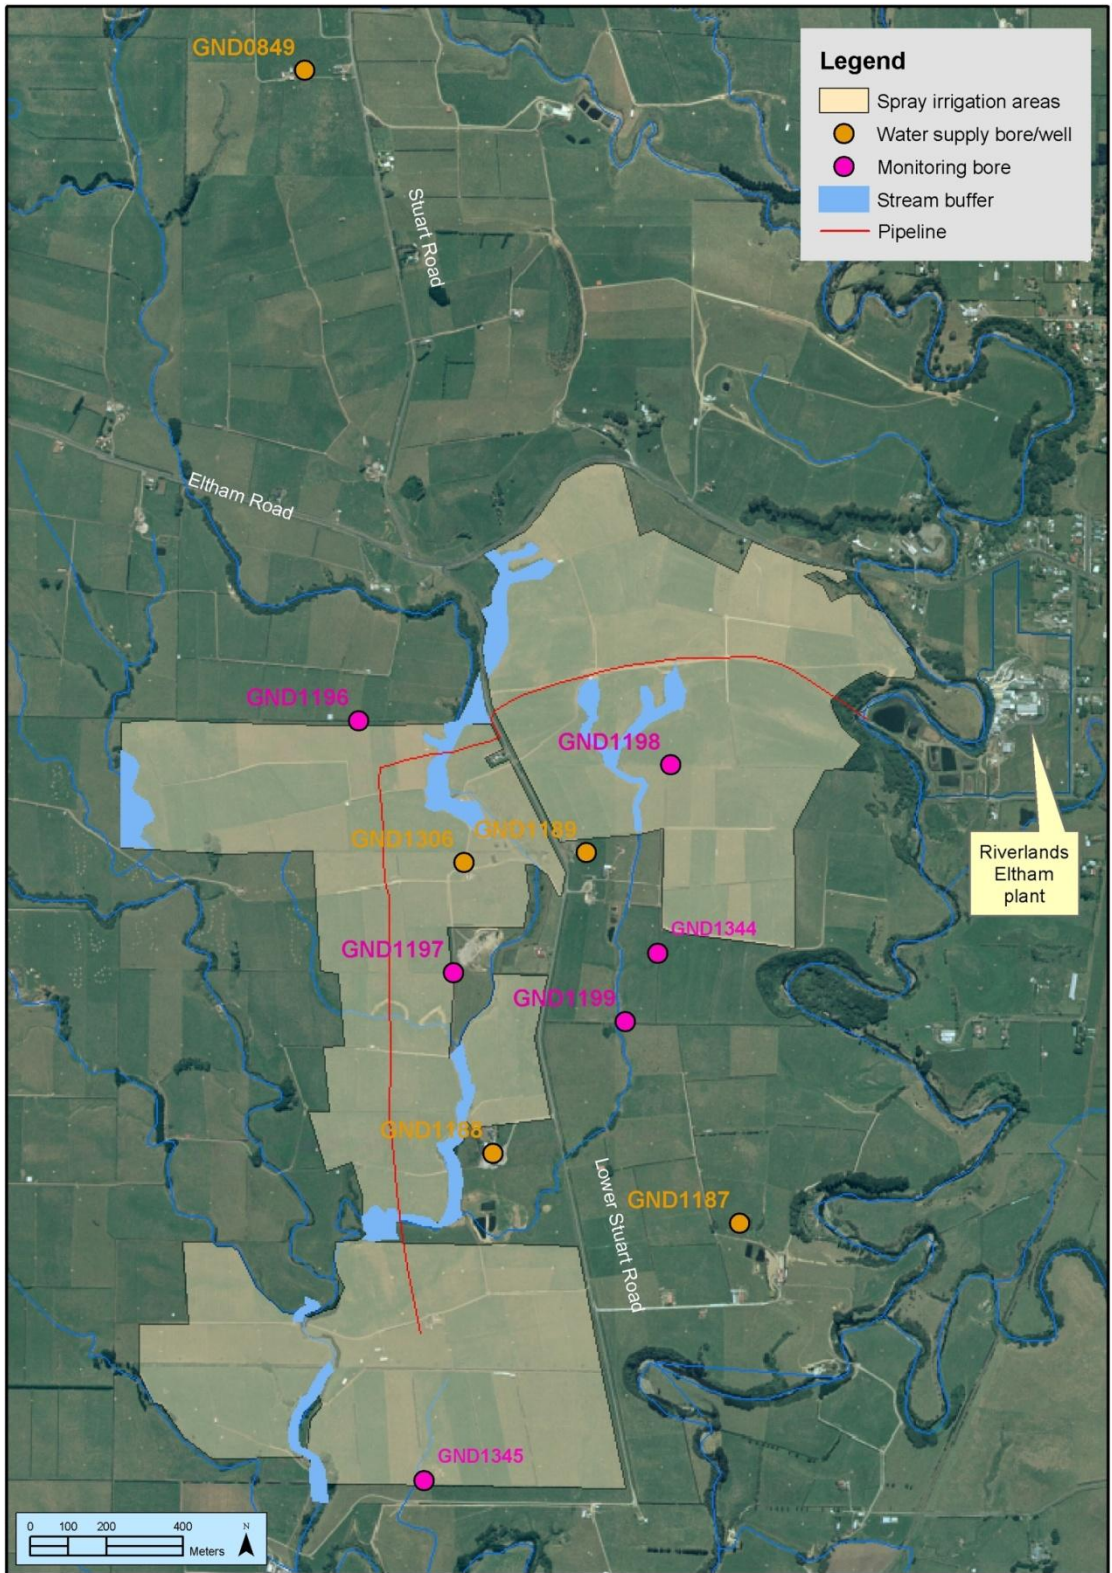 GND0849
Legend
Spray irrigation areas
Water supply bore/well
Monitoring bore
Stream buffer
Pipeline
Stuart Road
Eltham Road
GND1196
GND1198
GND1306
GND1189
Riverlands
Eltham
plant
GND1344
GND1197
GND1199
GND1168
Lower Stuart Road
GND1187
GND1345
0 100 200 400
Meters
N